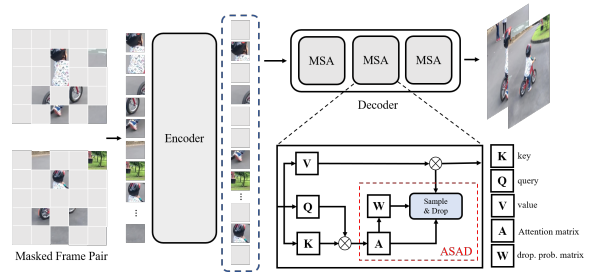 Masked Frame Pair
Encoder
MSA
MSA
MSA
Decoder
V
Q
K
W
A
Sample
& Drop
ASAD
K key
Q query
V value
A Attention matrix
W drop. prob. matrix